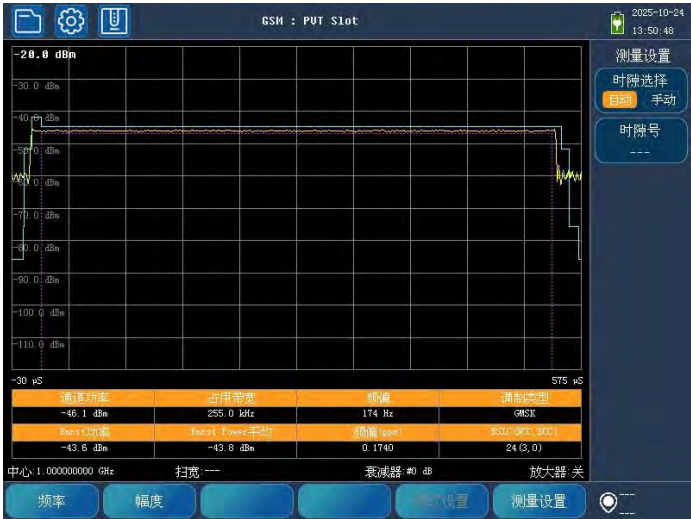 GSM : PVT Slot
2025-10-24
13:50:48
-20.0 dBm
-30.0 dBm
-40.0 dBm
-50.0 dBm
-60.0 dBm
-70.0 dBm
-80.0 dBm
-90.0 dBm
-100.0 dBm
-110.0 dBm
-30 μS
575 μS
测量设置
时隙选择
自动 手动
时隙号
---
通道功率 占用带宽 频偏 调制类型
-46.1 dBm 255.0 kHz 174 Hz GMSK
Burst功率 Burst Power平均 频偏(ppm) BSIC(NCC, BCC)
-43.6 dBm -43.8 dBm 0.1740 24(3,0)
中心:1.000000000 GHz 扫宽:--- 衰减器:#0 dB 放大器:关
频率 幅度 设置 测量设置
---
---